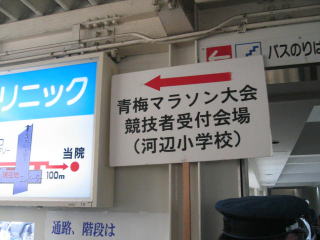 バスのりは
リニック
青梅マラソン大会
競技者受付会場
（河辺小学校）
当院
100m
通路、階段は